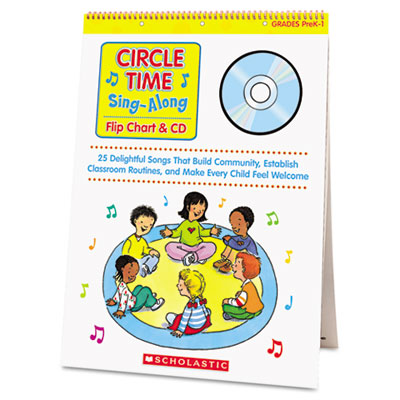 GRADES PreK-1
CIRCLE
TIME
Sing-Along
Flip Chart & CD
25 Delightful Songs That Build Community, Establish
Classroom Routines, and Make Every Child Feel Welcome
SCHOLASTIC